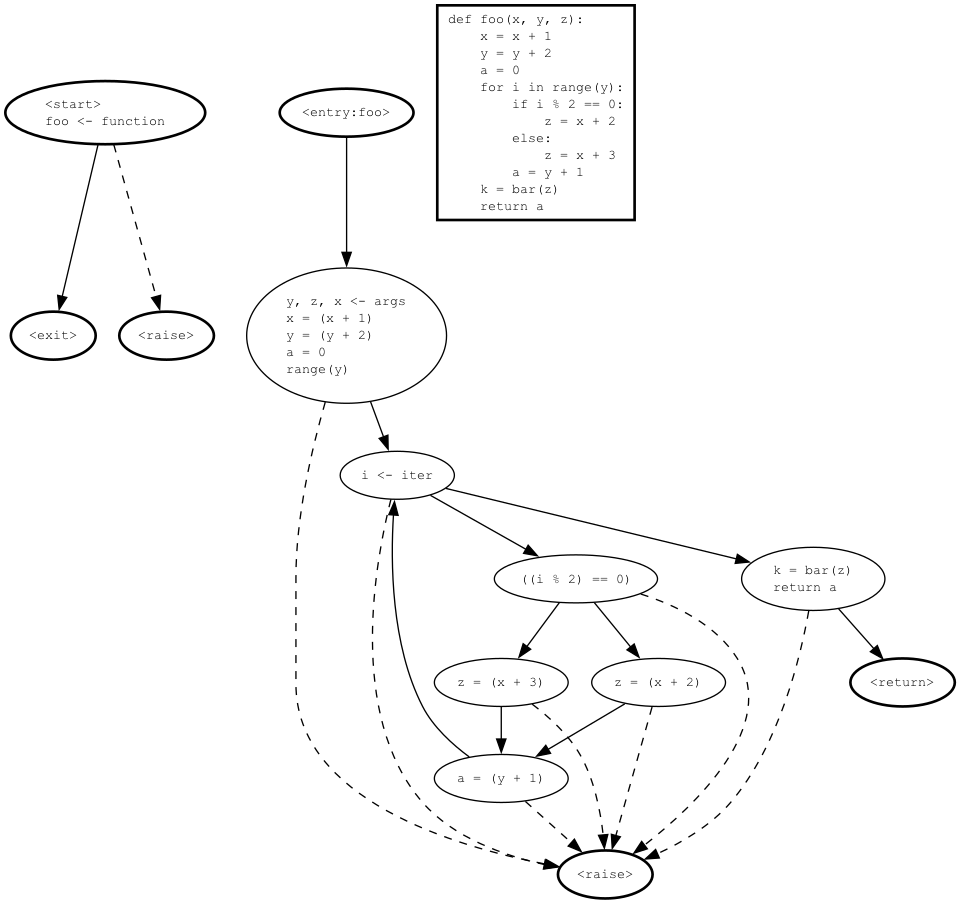 def foo(x, y, z):
    x = x + 1
    y = y + 2
    a = 0
    for i in range(y):
        if i % 2 == 0:
            z = x + 2
        else:
            z = x + 3
        a = y + 1
    k = bar(z)
    return a
<start>
foo <- function
<entry:foo>
<exit>
<raise>
y, z, x <- args
x = (x + 1)
y = (y + 2)
a = 0
range(y)
i <- iter
((i % 2) == 0)
k = bar(z)
return a
z = (x + 3)
z = (x + 2)
<return>
a = (y + 1)
<raise>